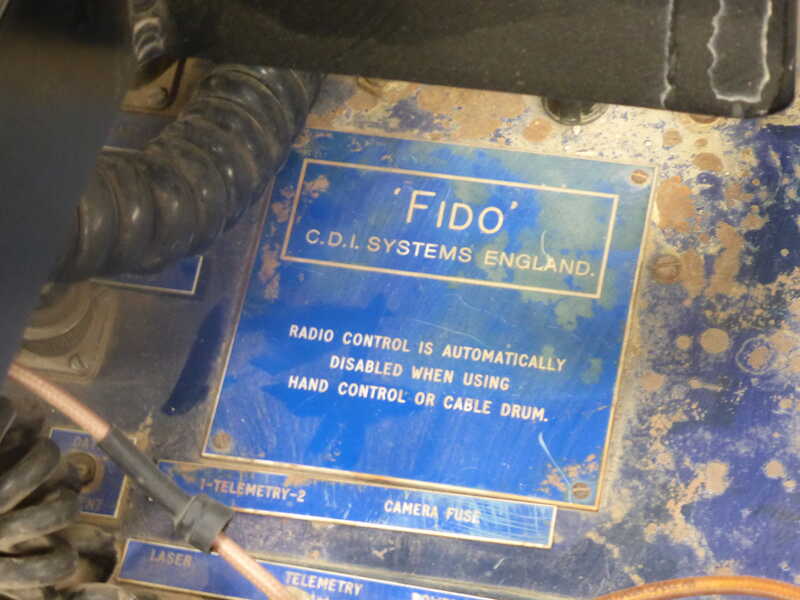 'FIDO'
C.D.I. SYSTEMS ENGLAND.
RADIO CONTROL IS AUTOMATICALLY
DISABLED WHEN USING
HAND CONTROL OR CABLE DRUM.
1-TELEMETRY-2 CAMERA FUSE
LASER
TELEMETRY